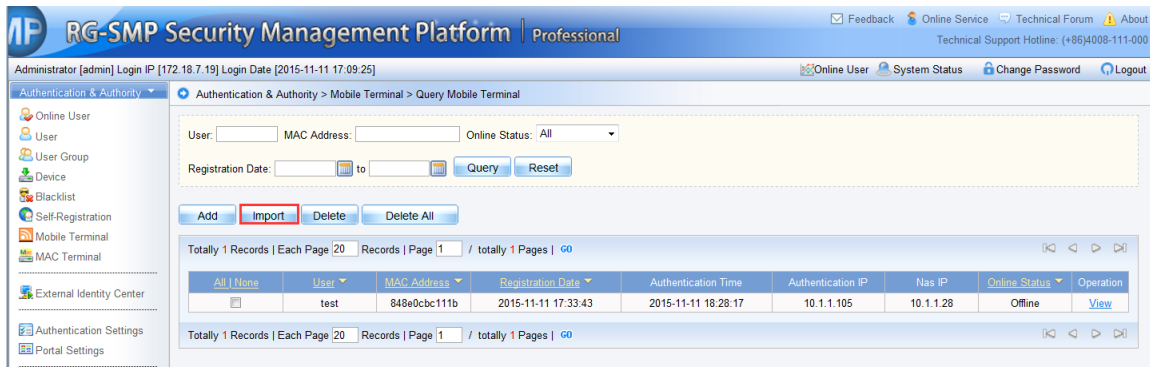 RG-SMP Security Management Platform | Professional
Feedback Online Service Technical Forum About
Technical Support Hotline: (+86)4008-111-000
Administrator [admin] Login IP [172.18.7.19] Login Date [2015-11-11 17:09:25]
Online User System Status Change Password Logout
Authentication & Authority
Online User
User
User Group
Device
Blacklist
Self-Registration
Mobile Terminal
MAC Terminal
External Identity Center
Authentication Settings
Portal Settings
Authentication & Authority > Mobile Terminal > Query Mobile Terminal
User: MAC Address: Online Status: All
Registration Date: to Query Reset
Add Import Delete Delete All
Totally 1 Records | Each Page 20 Records | Page 1 / totally 1 Pages | GO
All | None User MAC Address Registration Date Authentication Time Authentication IP Nas IP Online Status Operation
test 848e0cbc111b 2015-11-11 17:33:43 2015-11-11 18:28:17 10.1.1.105 10.1.1.28 Offline View
Totally 1 Records | Each Page 20 Records | Page 1 / totally 1 Pages | GO